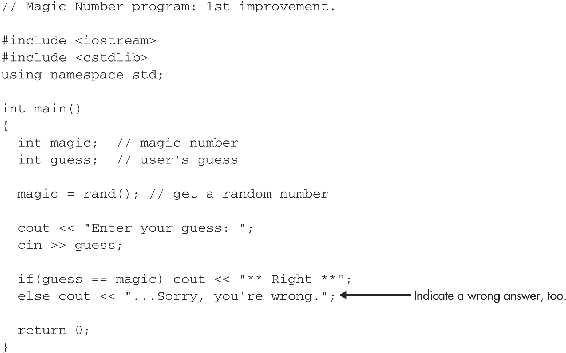 // Magic Number program: 1st improvement.
#include <iostream>
#include <cstdlib>
using namespace std;
int main()
{
int magic; // magic number
int guess; // user's guess
magic = rand(); // get a random number
cout << "Enter your guess: ";
cin >> guess;
if(guess == magic) cout << "** Right **";
else cout << "...Sorry, you're wrong."; Indicate a wrong answer, too.
return 0;
}